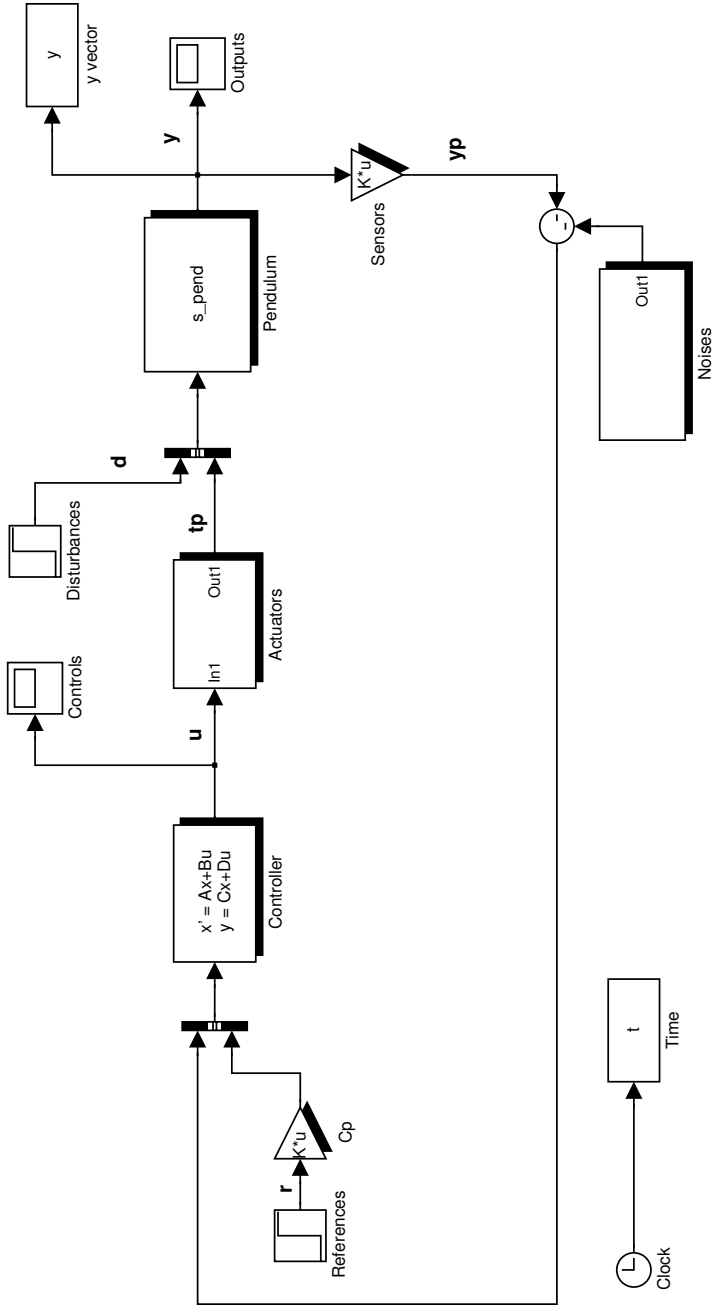 y
y vector
Outputs
y
K*u
Sensors
yp
s_pend
Pendulum
Out1
Noises
d
tp
Disturbances
In1
Out1
Actuators
Controls
u
x' = Ax+Bu
y = Cx+Du
Controller
K*u
Cp
r
References
t
Time
Clock